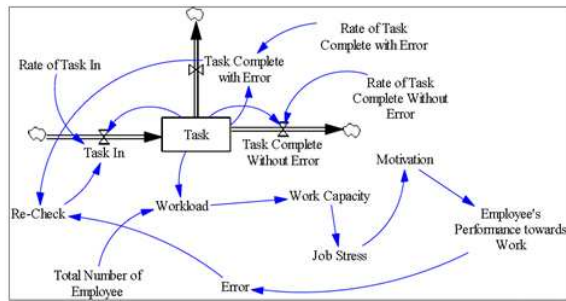 Rate of Task
Complete with Error
Rate of Task In
Task Complete
with Error
Rate of Task
Complete Without
Error
Task
Task In
Task Complete
Without Error
Motivation
Re-Check
Workload
Work Capacity
Employee's
Performance towards
Work
Job Stress
Total Number of
Employee
Error